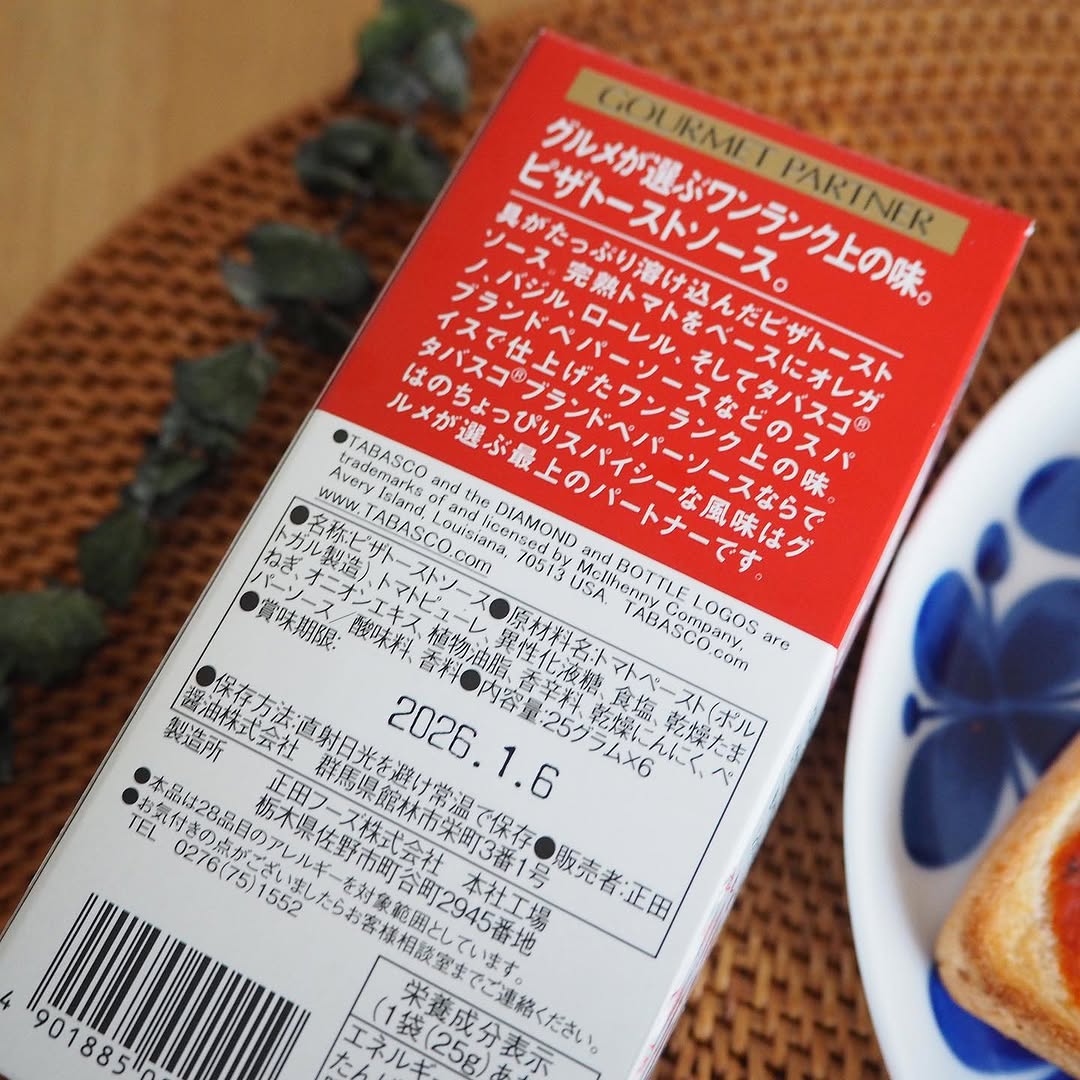 GOURMET PARTNER
グルメが選ぶワンランク上の味。
ピザトーストソース。
具がたっぷり溶け込んだピザトースト
ソース。完熟トマトをベースにオレガ
ノ、バジル、ローレル、そしてタバスコ®
ブランドペパーソースなどのスパ
イスで仕上げたワンランク上の味。
タバスコ®ブランドペパーソースならで
はのちょっぴりスパイシーな風味はグ
ルメが選ぶ最上のパートナーです。
●TABASCO and the DIAMOND and BOTTLE LOGOS are
trademarks of and licensed by McIlhenny Company,
Avery Island, Louisiana, 70513 USA. TABASCO.com
www.TABASCO.com
●名称:ピザトーストソース●原材料名:トマトペースト(ポル
トガル製造)、トマトピューレ、異性化液糖、食塩、乾燥たま
ねぎ、オニオンエキス、植物油脂、香辛料、乾燥にんにく、ペ
パーソース/酸味料、香料●内容量:25グラム×6
●賞味期限:
2026.1.6
●保存方法:直射日光を避け常温で保存●販売者:正田
醤油株式会社 群馬県館林市栄町3番1号
製造所 正田フーズ株式会社 本社工場
栃木県佐野市町谷町2945番地
●本品は28品目のアレルギーを対象範囲としています。
●お気付きの点がございましたらお客様相談室までご連絡ください。
TEL 0276(75)1552
栄養成分表示
(1袋(25g)あ
エネルギー
たんぱ
4 901885 0